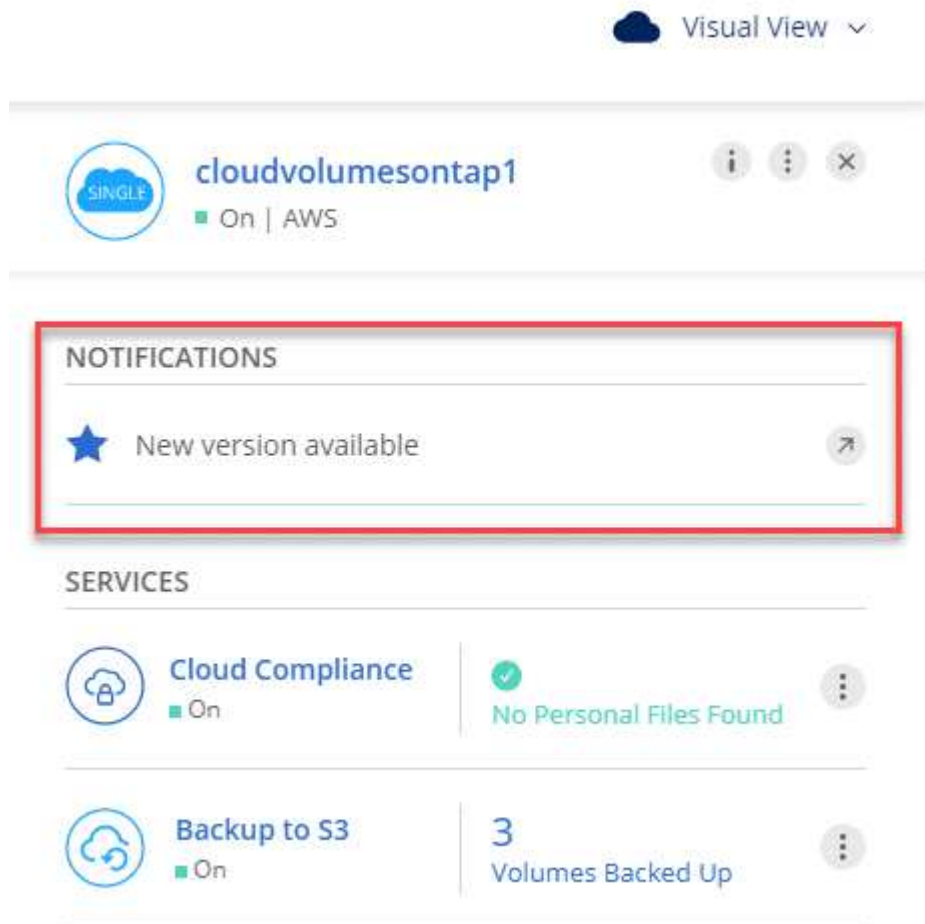 Visual View
SINGLE
cloudvolumesontap1
On | AWS
NOTIFICATIONS
New version available
SERVICES
Cloud Compliance
On
No Personal Files Found
Backup to S3
On
3
Volumes Backed Up